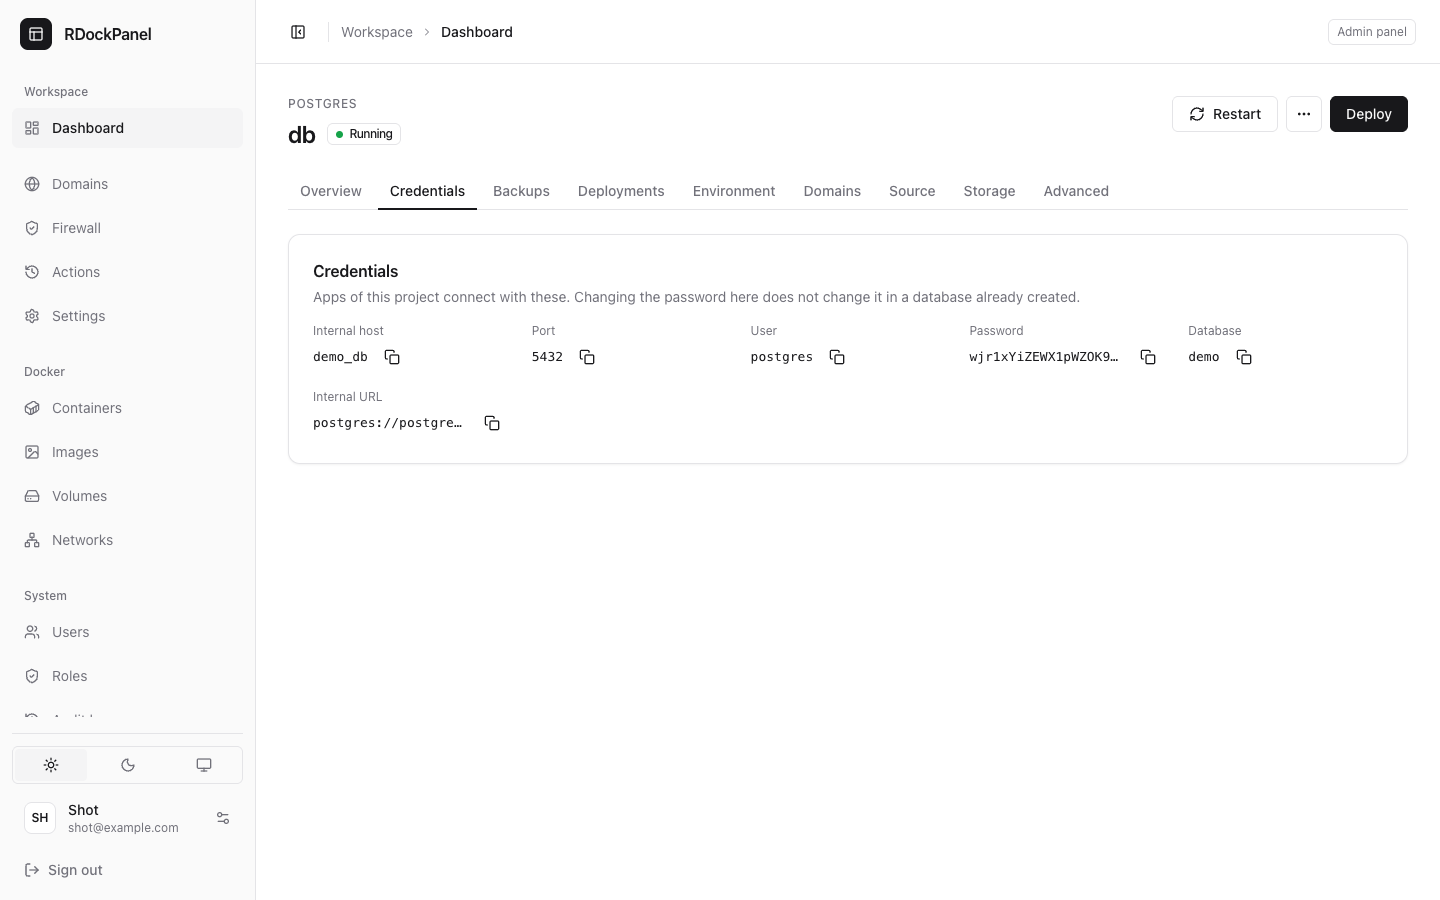 RDockPanel
Workspace
Dashboard
Domains
Firewall
Actions
Settings
Docker
Containers
Images
Volumes
Networks
System
Users
Roles
SH
Shot
shot@example.com
Sign out
Workspace > Dashboard
Admin panel
POSTGRES
db Running
Restart ... Deploy
Overview Credentials Backups Deployments Environment Domains Source Storage Advanced
Credentials
Apps of this project connect with these. Changing the password here does not change it in a database already created.
Internal host Port User Password Database
demo_db 5432 postgres wjr1xYiZEWX1pWZOK9… demo
Internal URL
postgres://postgre…